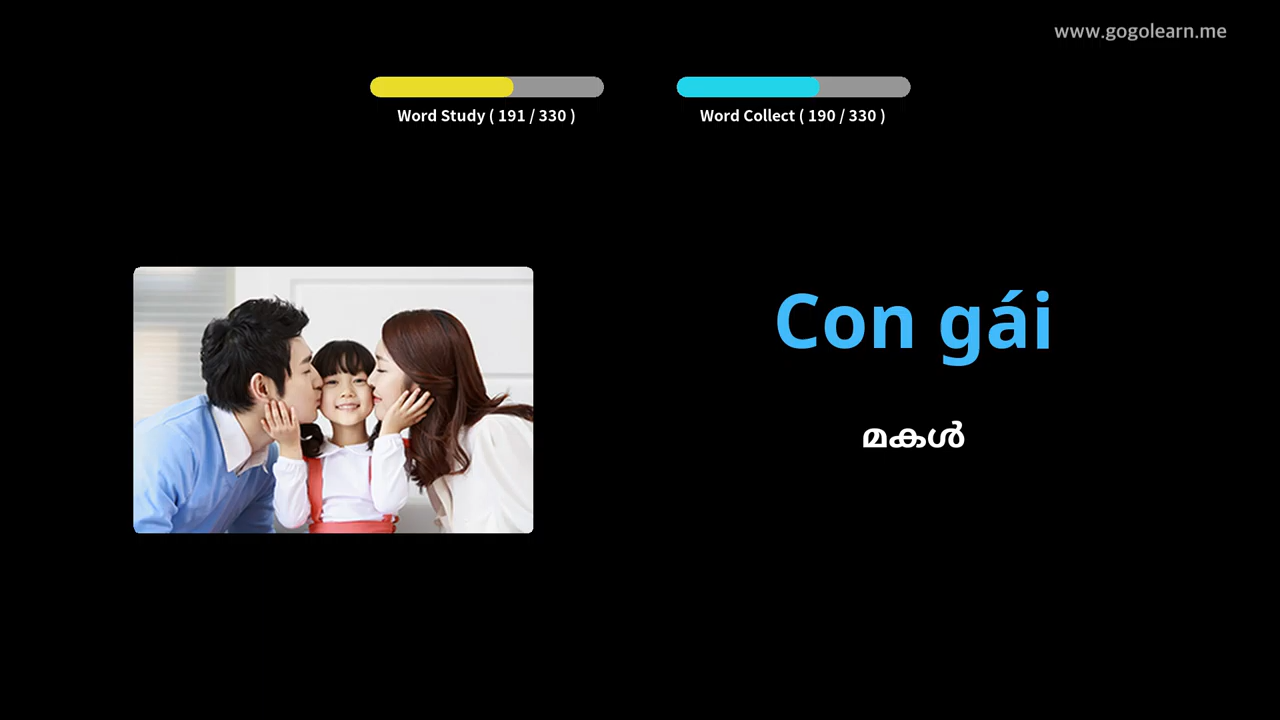 www.gogolearn.me
Word Study ( 191 / 330 )
Word Collect ( 190 / 330 )
Con gái
മകൾ